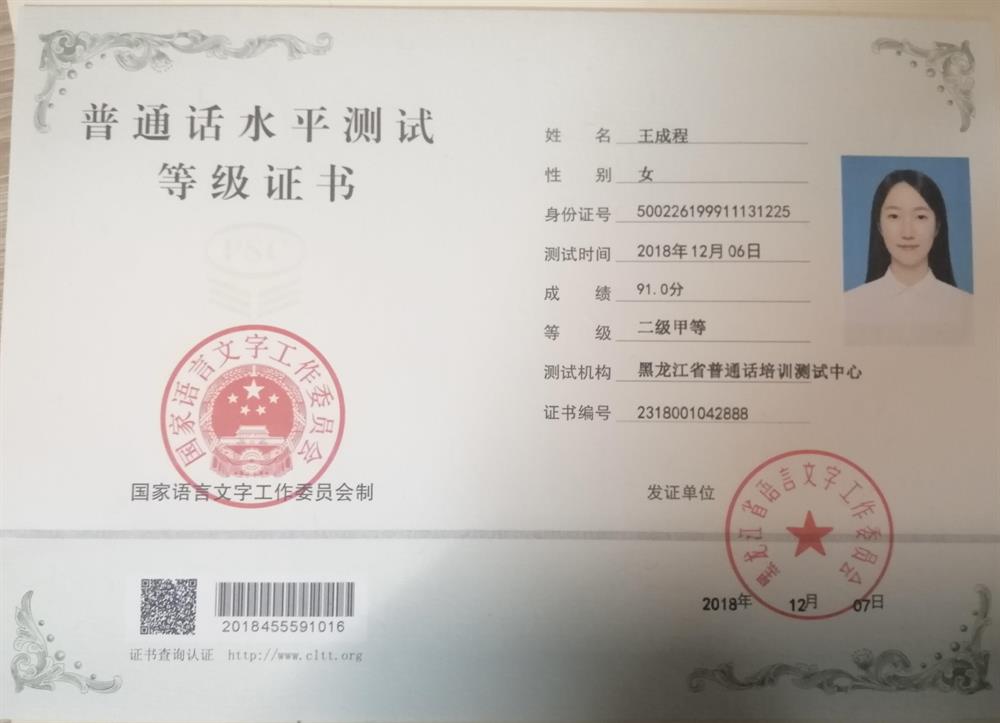 普通话水平测试
等级证书
PSC
国家语言文字工作委员会
国家语言文字工作委员会制
姓名 王成程
性别 女
身份证号 500226199911131225
测试时间 2018年12月06日
成绩 91.0分
等级 二级甲等
测试机构 黑龙江省普通话培训测试中心
证书编号 2318001042888
发证单位
黑龙江省语言文字工作委员会
2018年 12月 07日
2018455591016
证书查询认证 http://www.cltt.org